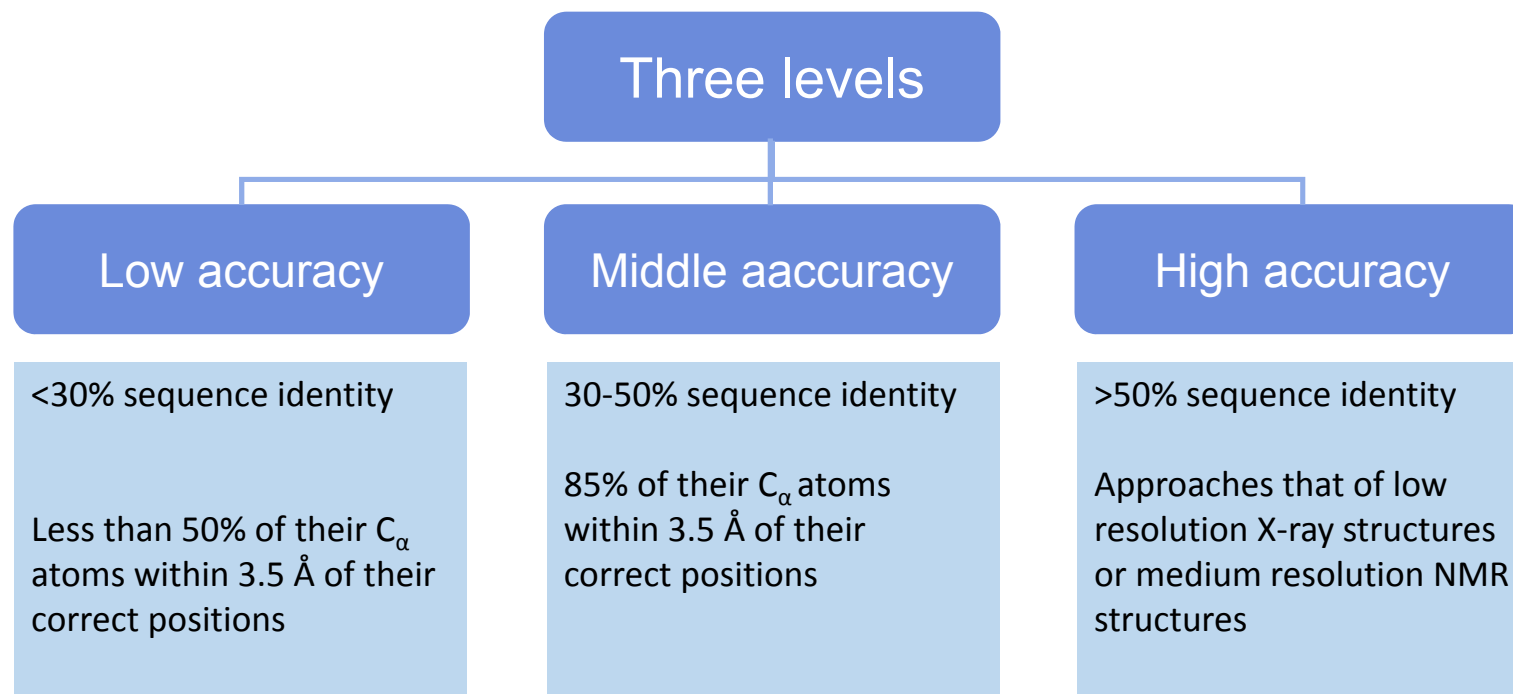 Three levels
Low accuracy
Middle aaccuracy
High accuracy
<30% sequence identity
Less than 50% of their Cα
atoms within 3.5 Å of their
correct positions
30-50% sequence identity
85% of their Cα atoms
within 3.5 Å of their
correct positions
>50% sequence identity
Approaches that of low
resolution X-ray structures
or medium resolution NMR
structures